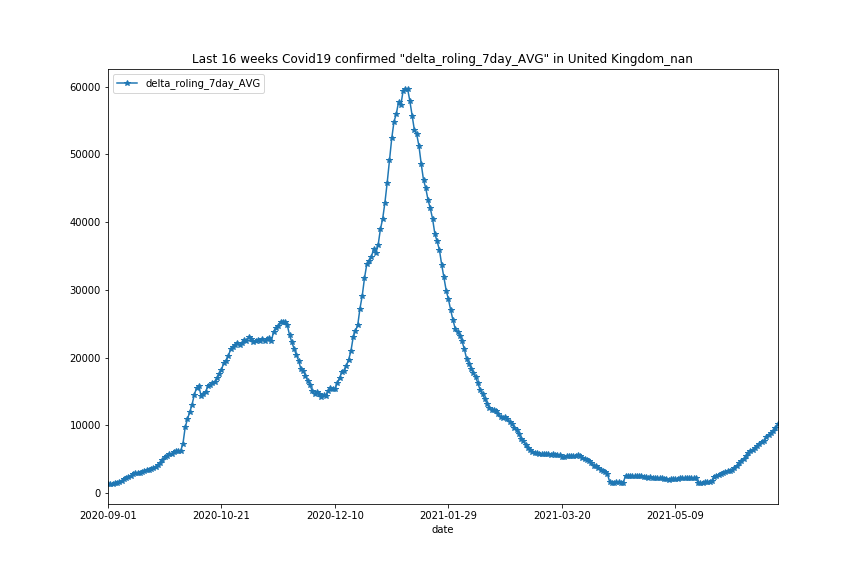 Last 16 weeks Covid19 confirmed "delta_roling_7day_AVG" in United Kingdom_nan
delta_roling_7day_AVG
60000
50000
40000
30000
20000
10000
0
2020-09-01 2020-10-21 2020-12-10 2021-01-29 2021-03-20 2021-05-09
date